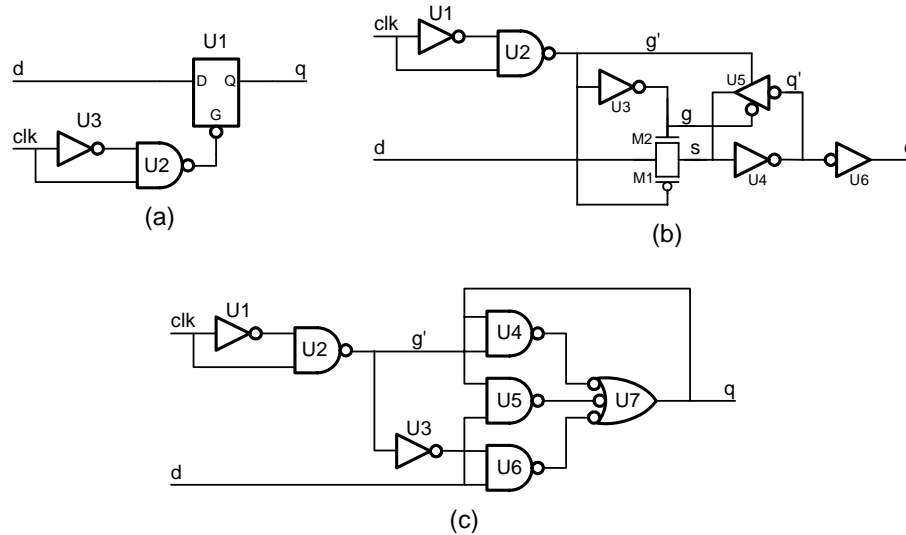 U1
d
D
Q
q
G
clk
U3
U2
(a)
clk
U1
U2
g'
U5
q'
U3
g
M2
d
s
M1
U4
U6
(b)
clk
U1
U2
g'
U4
U5
U7
q
U3
U6
d
(c)